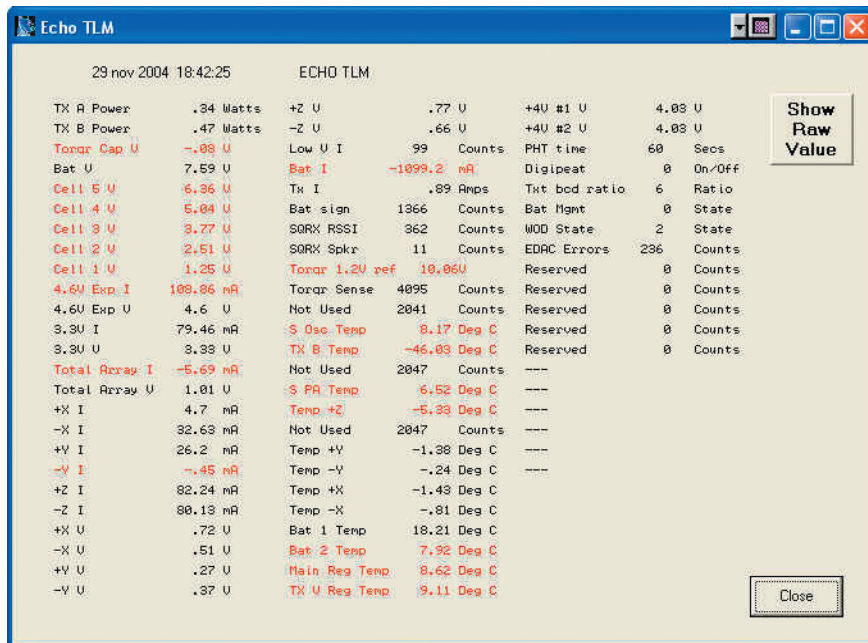 Echo TLM
29 nov 2004 18:42:25 ECHO TLM
TX A Power .34 Watts +Z V .77 V +4V #1 V 4.03 V
TX B Power .47 Watts -Z V .66 V +4V #2 V 4.03 V
Torqr Cap V -.08 V Low V I 99 Counts PHT time 60 Secs
Bat V 7.59 V Bat I -1099.2 mA Digipeat 0 On/Off
Cell 5 V 6.36 V Tx I .89 Amps Txt bcd ratio 6 Ratio
Cell 4 V 5.04 V Bat sign 1366 Counts Bat Mgmt 0 State
Cell 3 V 3.77 V SQRX RSSI 362 Counts WOD State 2 State
Cell 2 V 2.51 V SQRX Spkr 11 Counts EDAC Errors 236 Counts
Cell 1 V 1.25 V Torqr 1.2V ref 10.06V Reserved 0 Counts
4.6V Exp I 108.86 mA Torqr Sense 4095 Counts Reserved 0 Counts
4.6V Exp V 4.6 V Not Used 2041 Counts Reserved 0 Counts
3.3V I 79.46 mA S Osc Temp 8.17 Deg C Reserved 0 Counts
3.3V V 3.33 V TX B Temp -46.03 Deg C Reserved 0 Counts
Total Array I -5.69 mA Not Used 2047 Counts ---
Total Array V 1.01 V S PA Temp 6.52 Deg C ---
+X I 4.7 mA Temp +Z -5.33 Deg C ---
-X I 32.63 mA Not Used 2047 Counts ---
+Y I 26.2 mA Temp +Y -1.38 Deg C ---
-Y I -.45 mA Temp -Y -.24 Deg C ---
+Z I 82.24 mA Temp +X -1.43 Deg C
-Z I 80.13 mA Temp -X -.81 Deg C
+X V .72 V Bat 1 Temp 18.21 Deg C
-X V .51 V Bat 2 Temp 7.92 Deg C
+Y V .27 V Main Reg Temp 8.62 Deg C
-Y V .37 V TX V Reg Temp 9.11 Deg C
Show
Raw
Value
Close